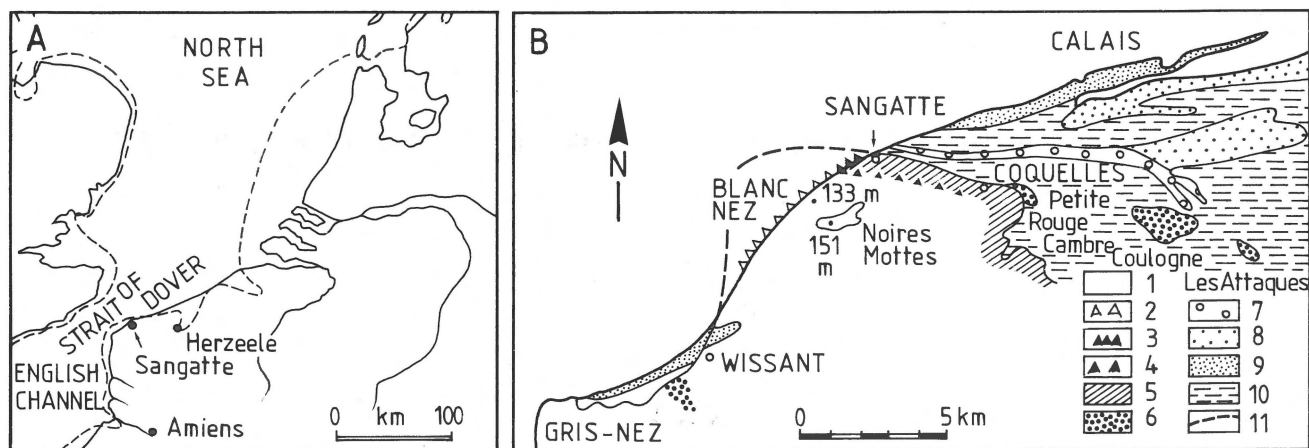 A
NORTH
SEA
STRAIT OF
DOVER
Herzeele
Sangatte
ENGLISH
CHANNEL
Amiens
0 100
km
B
CALAIS
SANGATTE
N
BLANC
NEZ
133 m
151
m
Noires
Mottes
COQUELLES
Petite
Rouge
Cambre
Coulogne
Les Attaques
1
2
3
4
5
6
7
8
9
10
11
WISSANT
0 5 km
GRIS-NEZ